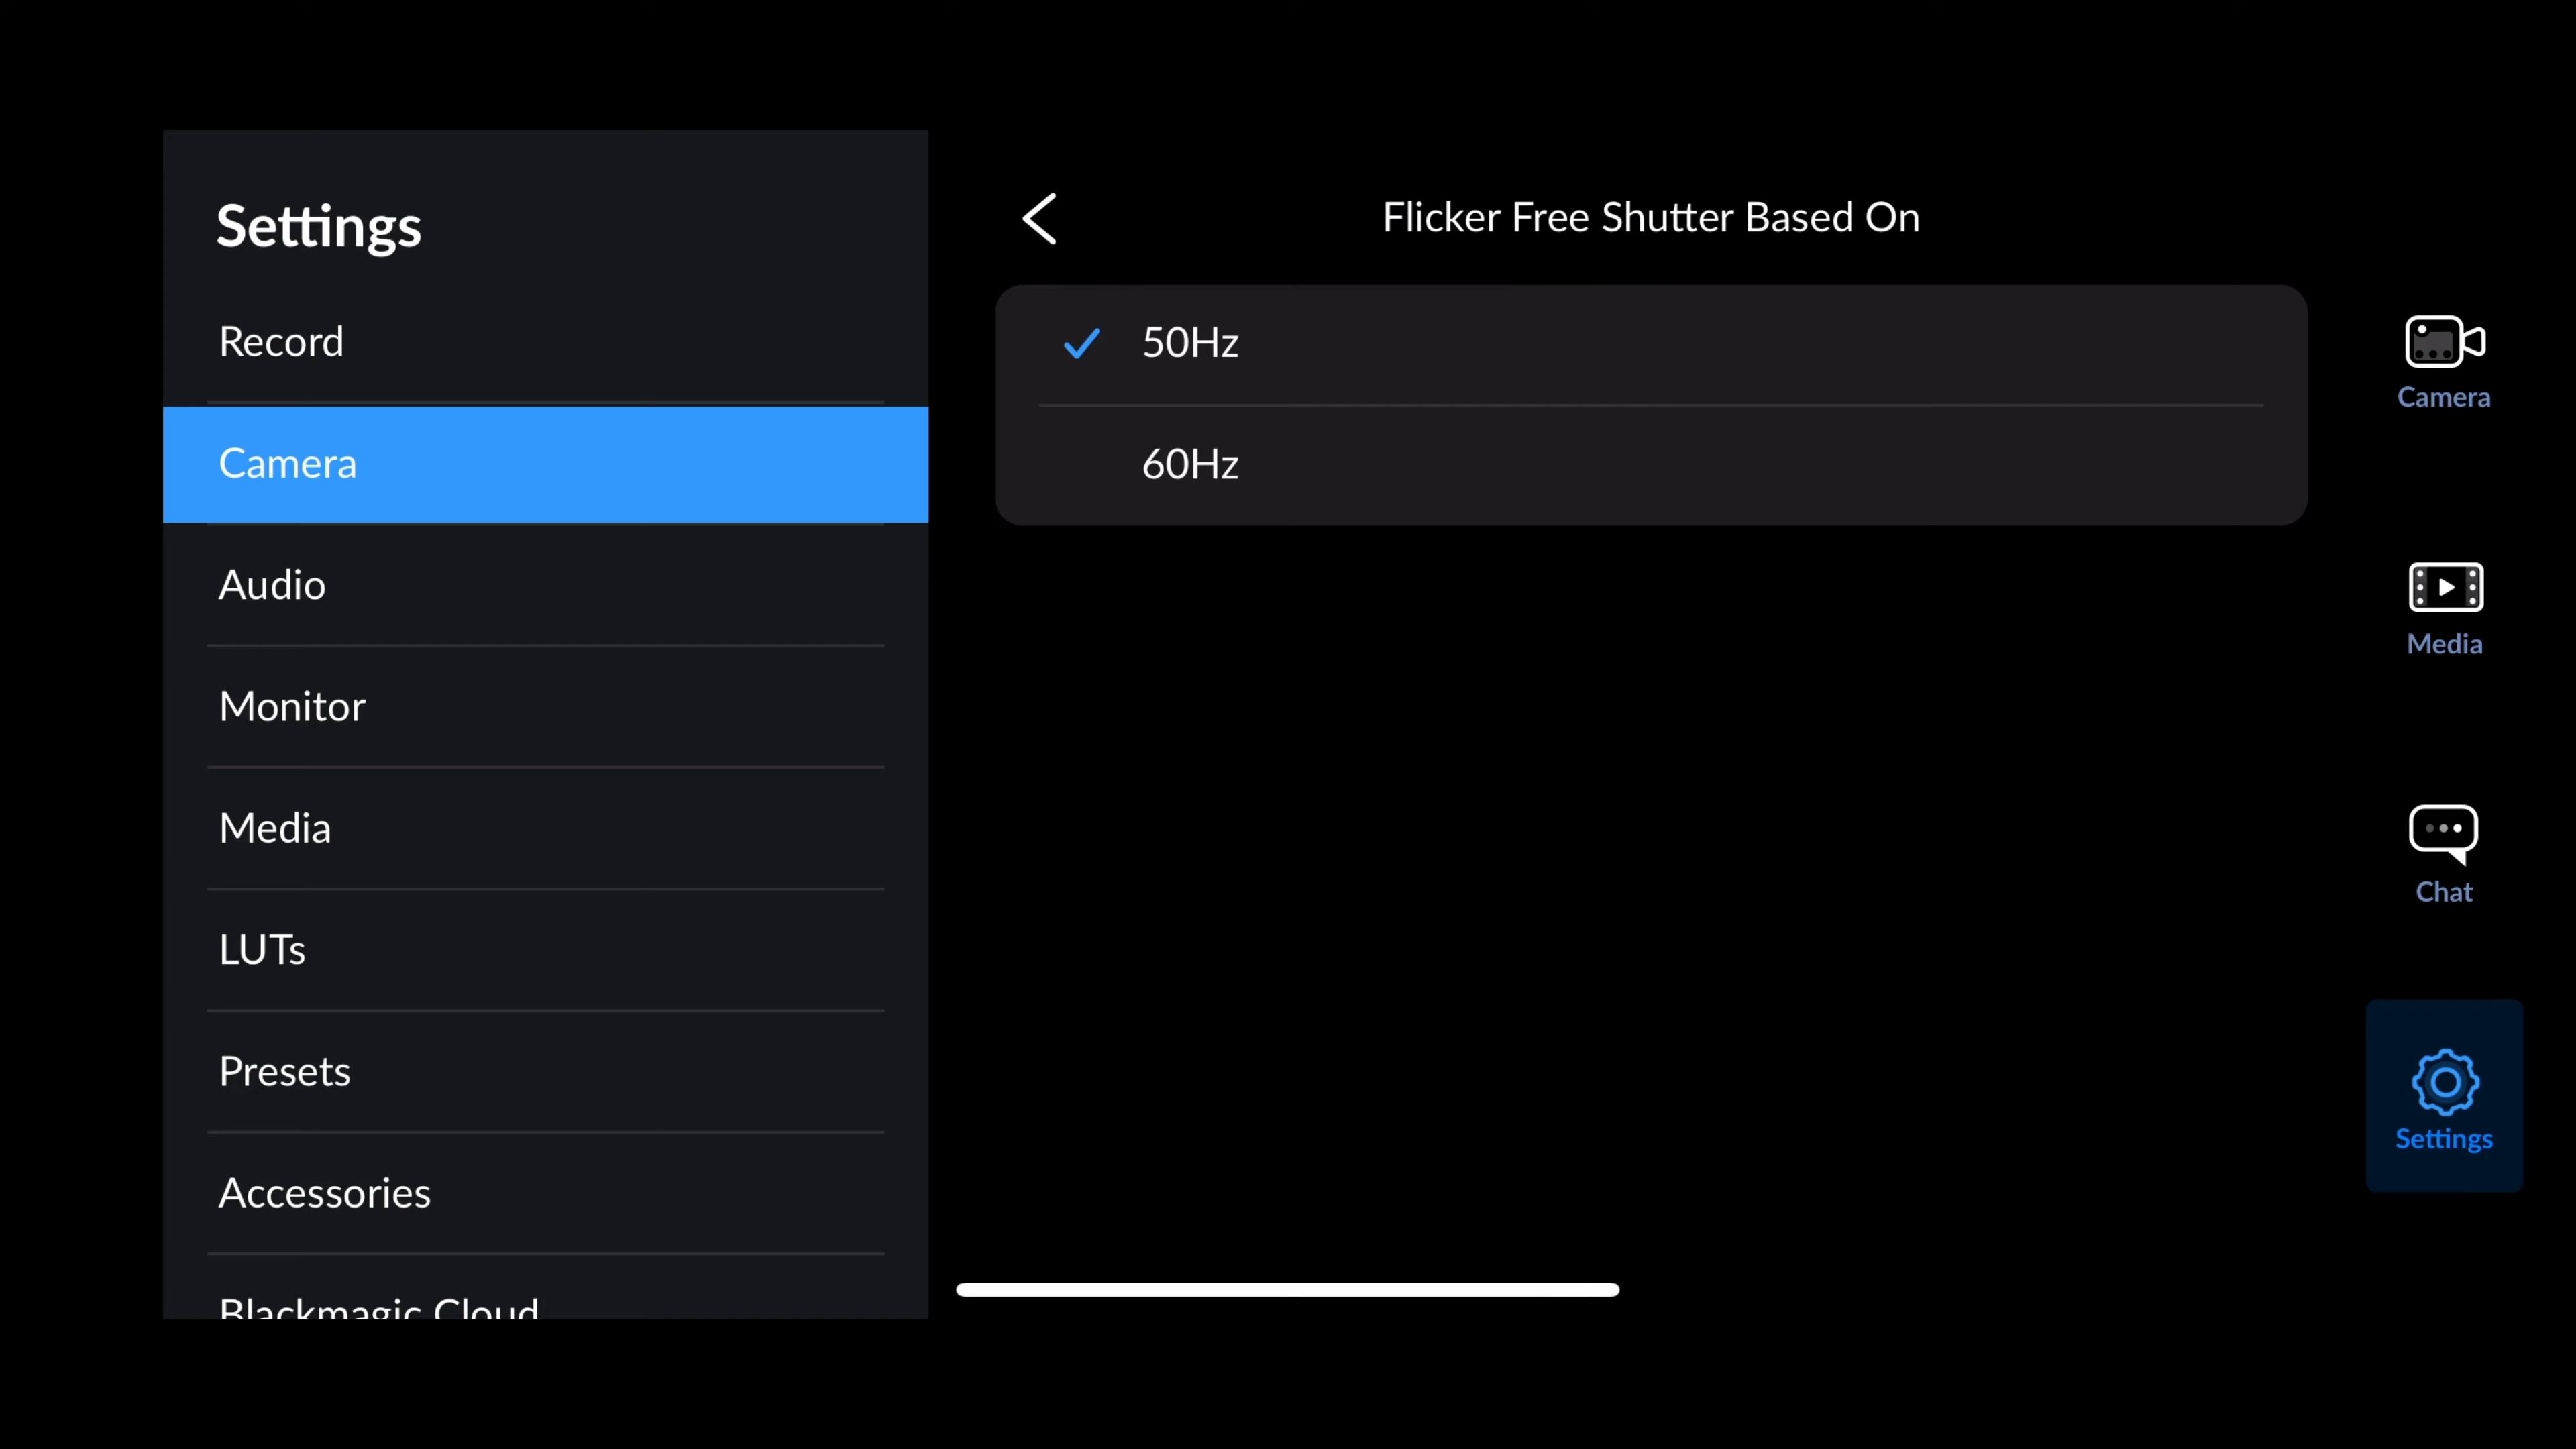 Settings
Record
Camera
Audio
Monitor
Media
LUTs
Presets
Accessories
Blackmagic Cloud
Flicker Free Shutter Based On
50Hz
60Hz
Camera
Media
Chat
Settings